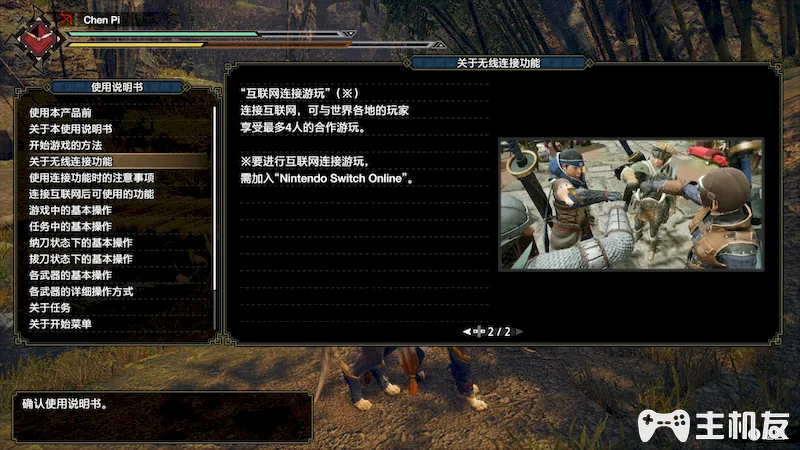 Chen Pi
使用说明书
使用本产品前
关于本使用说明书
开始游戏的方法
关于无线连接功能
使用连接功能时的注意事项
连接互联网后可使用的功能
游戏中的基本操作
任务中的基本操作
纳刀状态下的基本操作
拔刀状态下的基本操作
各武器的基本操作
各武器的详细操作方式
关于任务
关于开始菜单
关于无线连接功能
“互联网连接游玩”（※）
连接互联网，可与世界各地的玩家
享受最多4人的合作游玩。
※要进行互联网连接游玩，
需加入“Nintendo Switch Online”。
2/2
确认使用说明书。
主机友